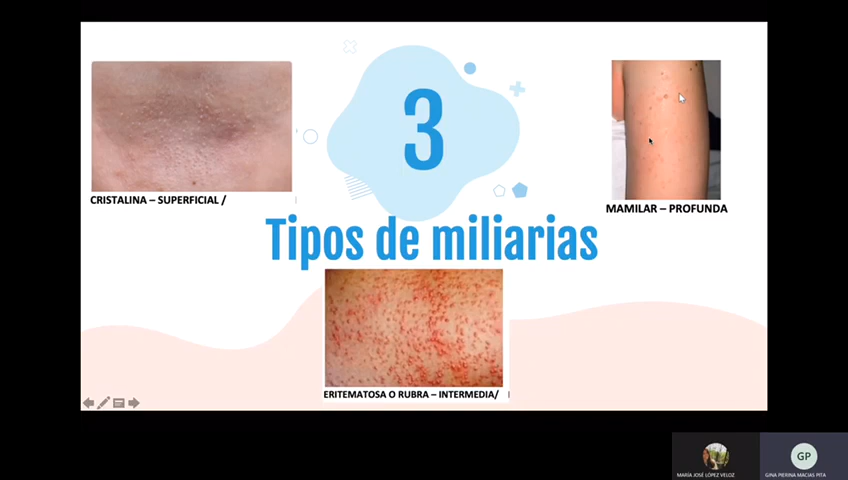 3
CRISTALINA – SUPERFICIAL /
MAMILAR – PROFUNDA
Tipos de miliarias
ERITEMATOSA O RUBRA – INTERMEDIA/
GP
MARÍA JOSÉ LÓPEZ VELOZ
GINA PIERINA MACIAS PITA